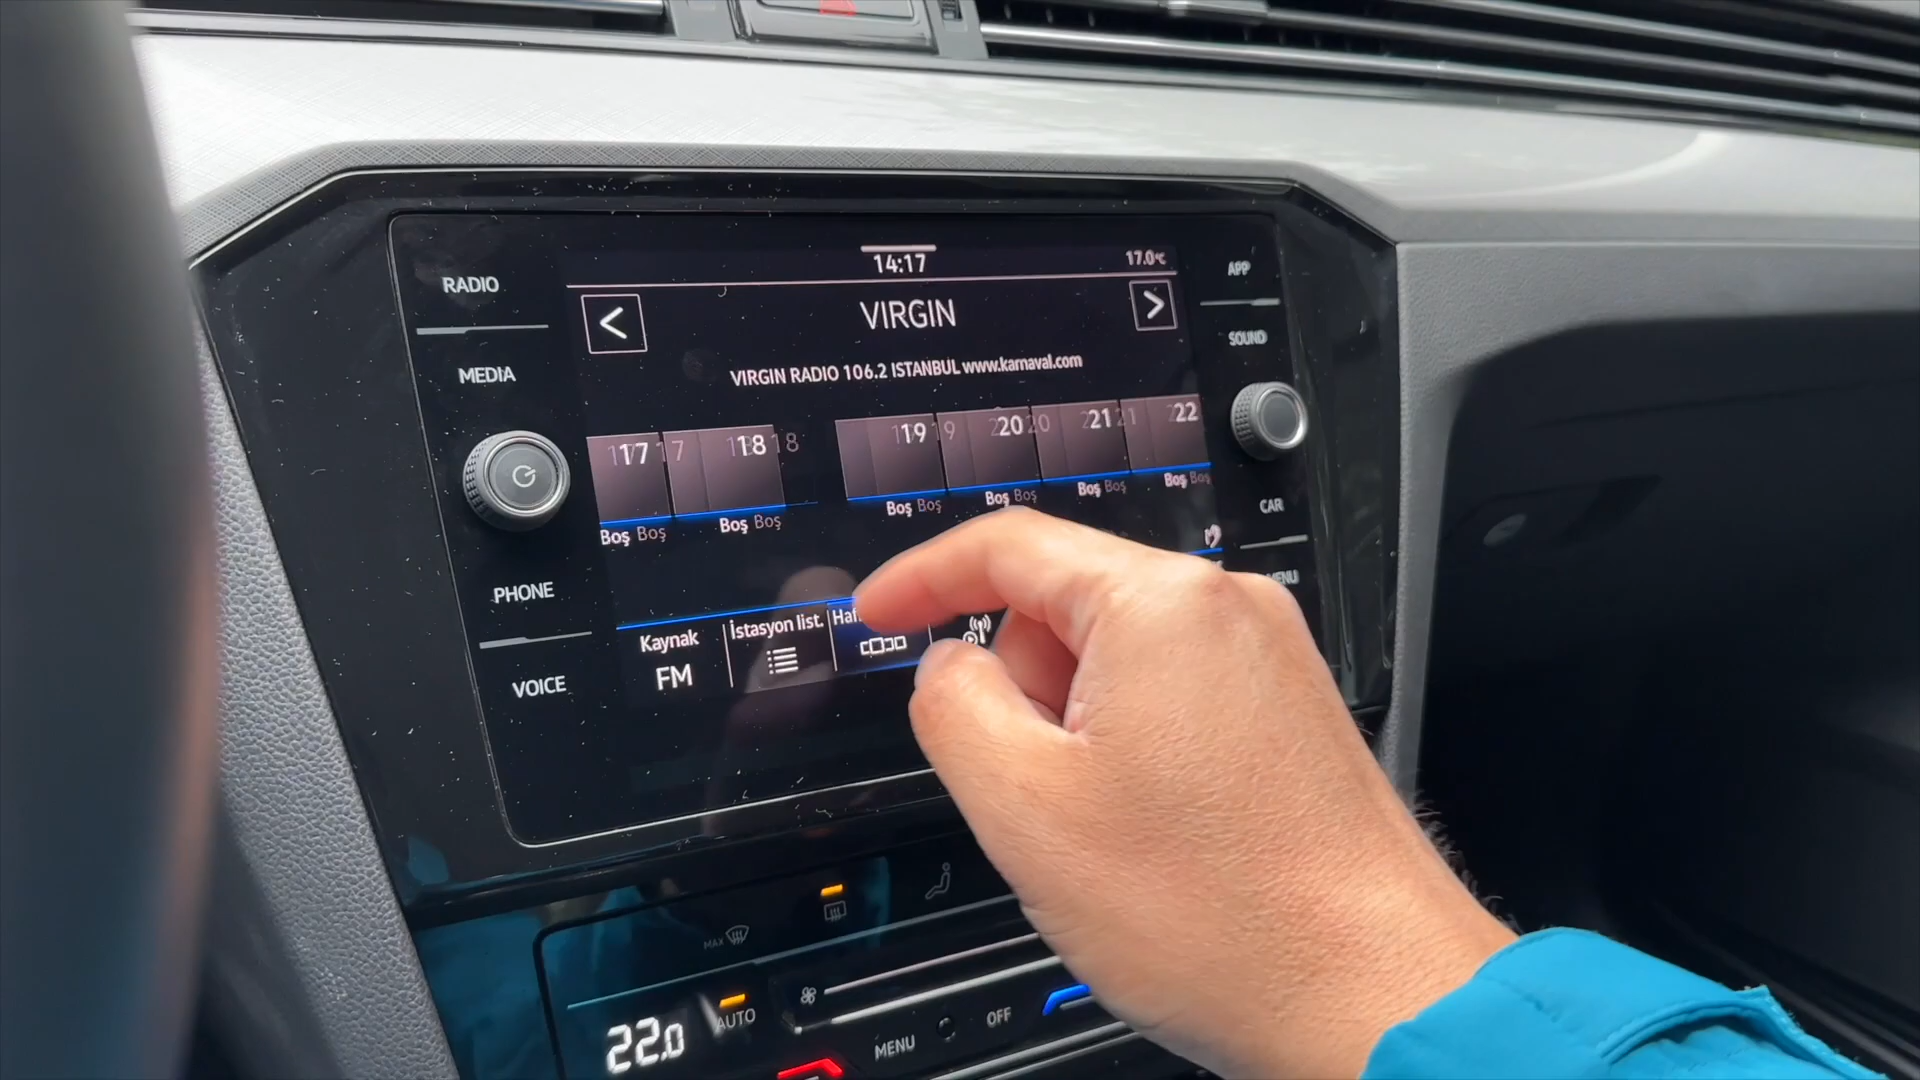 RADIO
MEDIA
PHONE
VOICE
14:17
17.0°C
VIRGIN
VIRGIN RADIO 106.2 ISTANBUL www.karnaval.com
17 18 19 20 21 22
Boş Boş Boş Boş Boş Boş
Kaynak
FM
İstasyon list.
APP
SOUND
CAR
MENU
MAX
22.0
AUTO
MENU
OFF